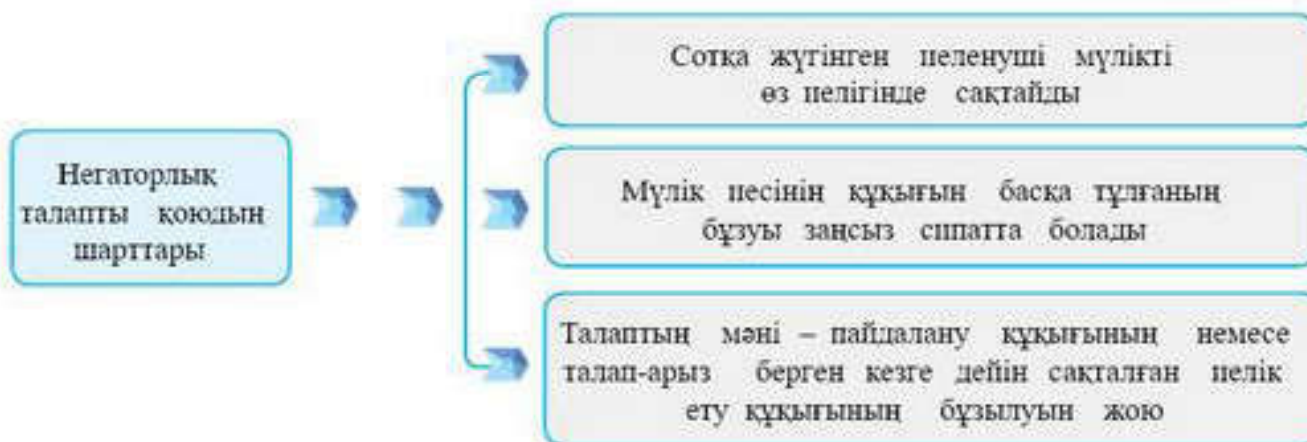 Негаторлық
талапты қоюдың
шарттары
Сотқа жүгінген иеленуші мүлікті
өз иелігінде сақтайды
Мүлік иесінің құқығын басқа тұлғаның
бұзуы заңсыз сипатта болады
Талаптың мәні – пайдалану құқығының немесе
талап-арыз берген кезге дейін сақталған иелік
ету құқығының бұзылуын жою